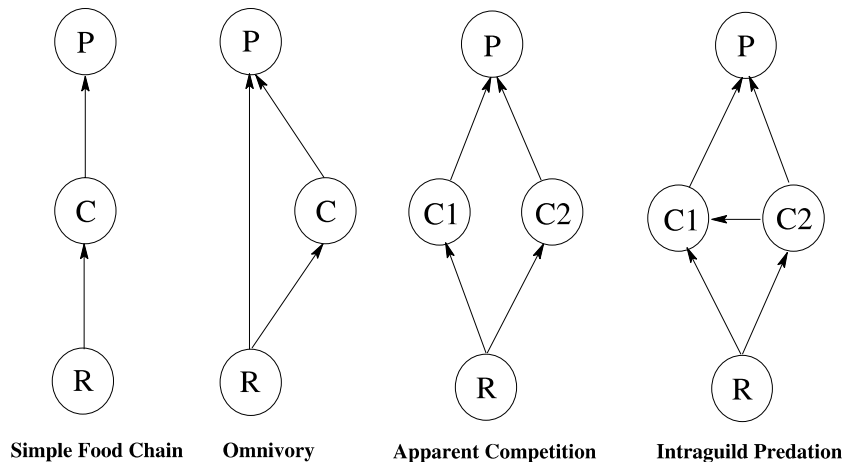 P
P
P
P
C
C
C1
C2
C1
C2
R
R
R
R
Simple Food Chain
Omnivory
Apparent Competition
Intraguild Predation